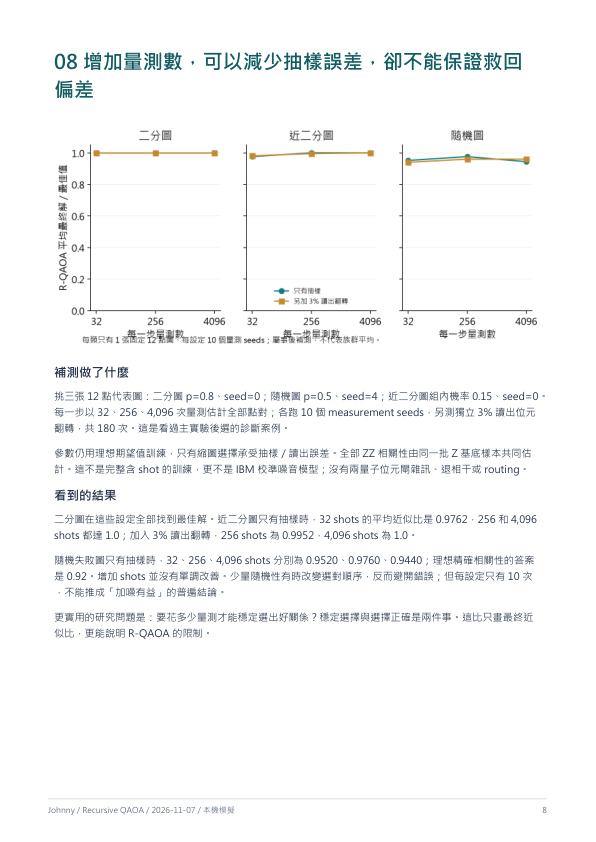 08 增加量測數，可以減少抽樣誤差，卻不能保證救回
偏差
二分圖
近二分圖
隨機圖
R-QAOA 平均最終解 / 最佳值
1.0
0.8
0.6
0.4
0.2
0.0
只有抽樣
另加 3% 讀出翻轉
32 256 4096
32 256 4096
32 256 4096
每一步量測數
每一步量測數
每一步量測數
每類只有 1 張固定 12 點圖。每設定 10 個量測 seeds；屬事後補測，不代表族群平均。
補測做了什麼
挑三張 12 點代表圖：二分圖 p=0.8、seed=0；隨機圖 p=0.5、seed=4；近二分圖組內機率 0.15、seed=0。
每一步以 32、256、4,096 次量測估計全部點對；各跑 10 個 measurement seeds，另測獨立 3% 讀出位元
翻轉，共 180 次。這是看過主實驗後選的診斷案例。
參數仍用理想期望值訓練，只有縮圖選擇承受抽樣 / 讀出誤差。全部 ZZ 相關性由同一批 Z 基底樣本共同估
計。這不是完整含 shot 的訓練，更不是 IBM 校準噪音模型；沒有兩量子位元閘雜訊、退相干或 routing。
看到的結果
二分圖在這些設定全部找到最佳解。近二分圖只有抽樣時，32 shots 的平均近似比是 0.9762，256 和 4,096
shots 都達 1.0；加入 3% 讀出翻轉後，256 shots 為 0.9952，4,096 shots 為 1.0。
隨機失敗圖只有抽樣時，32、256、4,096 shots 分別為 0.9520、0.9760、0.9440；理想精確相關性的答案
是 0.92。增加 shots 並沒有單調改善。少量隨機性有時改變選對順序，反而避開錯誤；但每設定只有 10 次
，不能推成「加噪有益」的普遍結論。
更實用的研究問題是：要花多少量測才能穩定選出好關係？穩定選擇與選擇正確是兩件事。這比只畫最終近
似比，更能說明 R-QAOA 的限制。
Johnny / Recursive QAOA / 2026-11-07 / 本機模擬
8